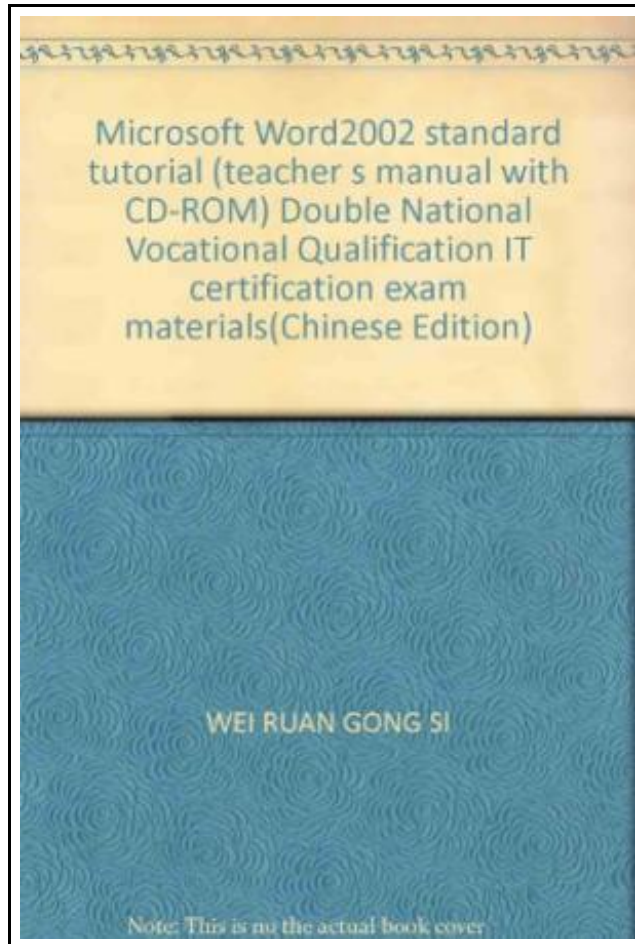 Microsoft Word2002 standard
tutorial (teacher s manual with
CD-ROM) Double National
Vocational Qualification IT
certification exam
materials(Chinese Edition)
WEI RUAN GONG SI
Note: This is nu the actual book cover